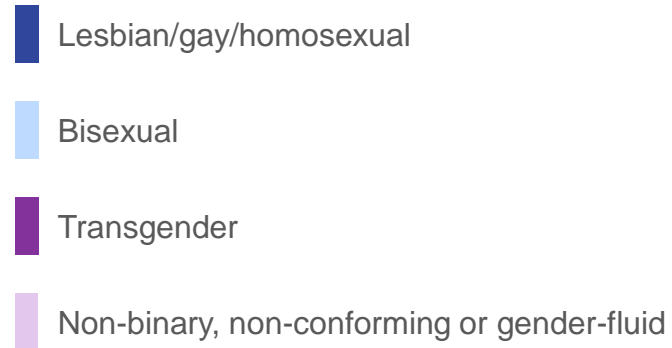 Lesbian/gay/homosexual
Bisexual
Transgender
Non-binary, non-conforming or gender-fluid